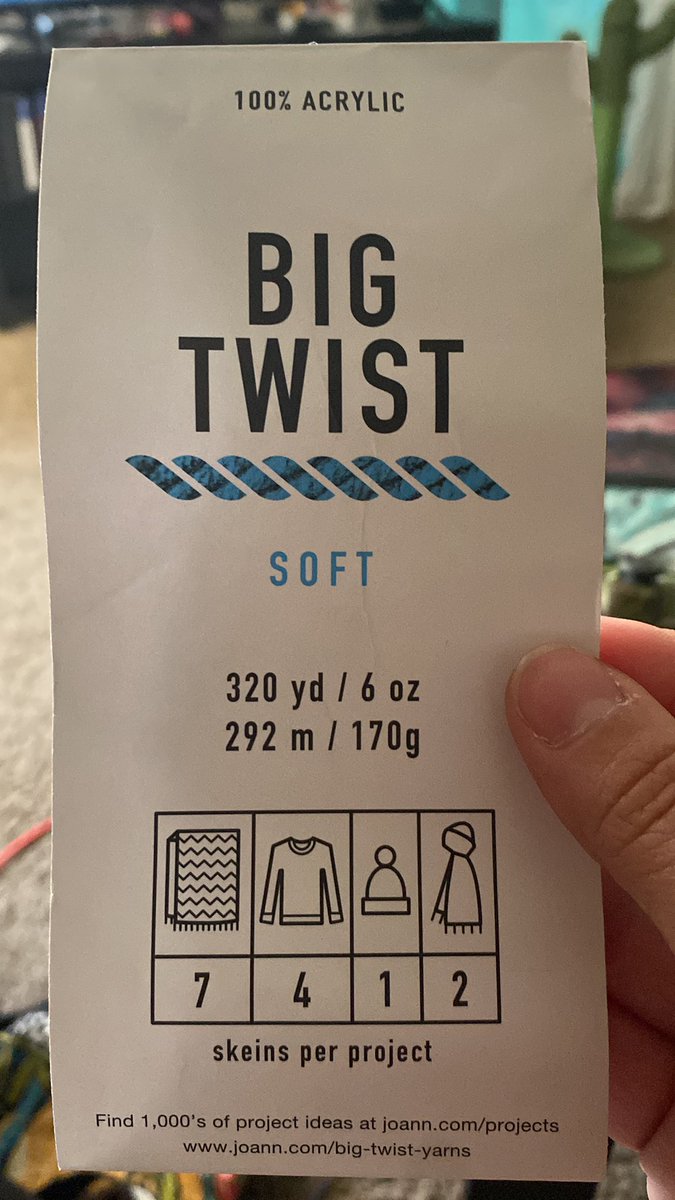 100% ACRYLIC
BIG
TWIST
SOFT
320 yd / 6 oz
292 m / 170g
7 4 1 2
skeins per project
Find 1,000's of project ideas at joann.com/projects
www.joann.com/big-twist-yarns